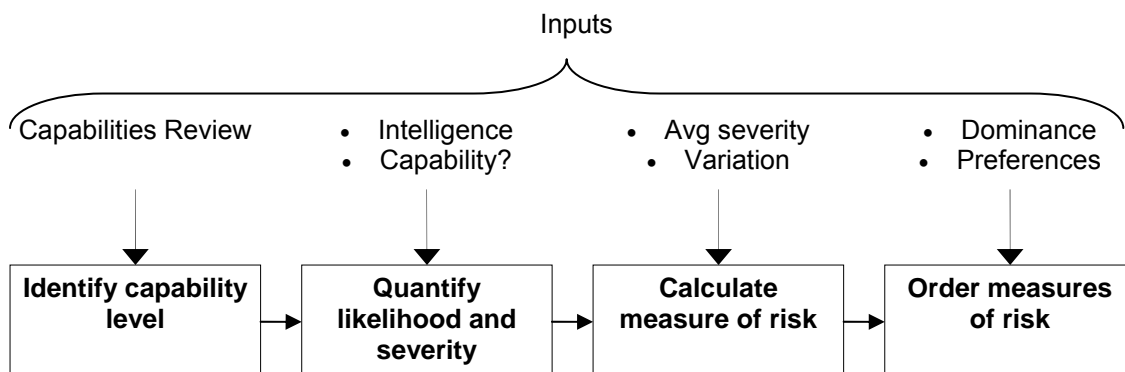 Inputs
Capabilities Review
• Intelligence
• Capability?
• Avg severity
• Variation
• Dominance
• Preferences
Identify capability
level
Quantify
likelihood and
severity
Calculate
measure of risk
Order measures
of risk